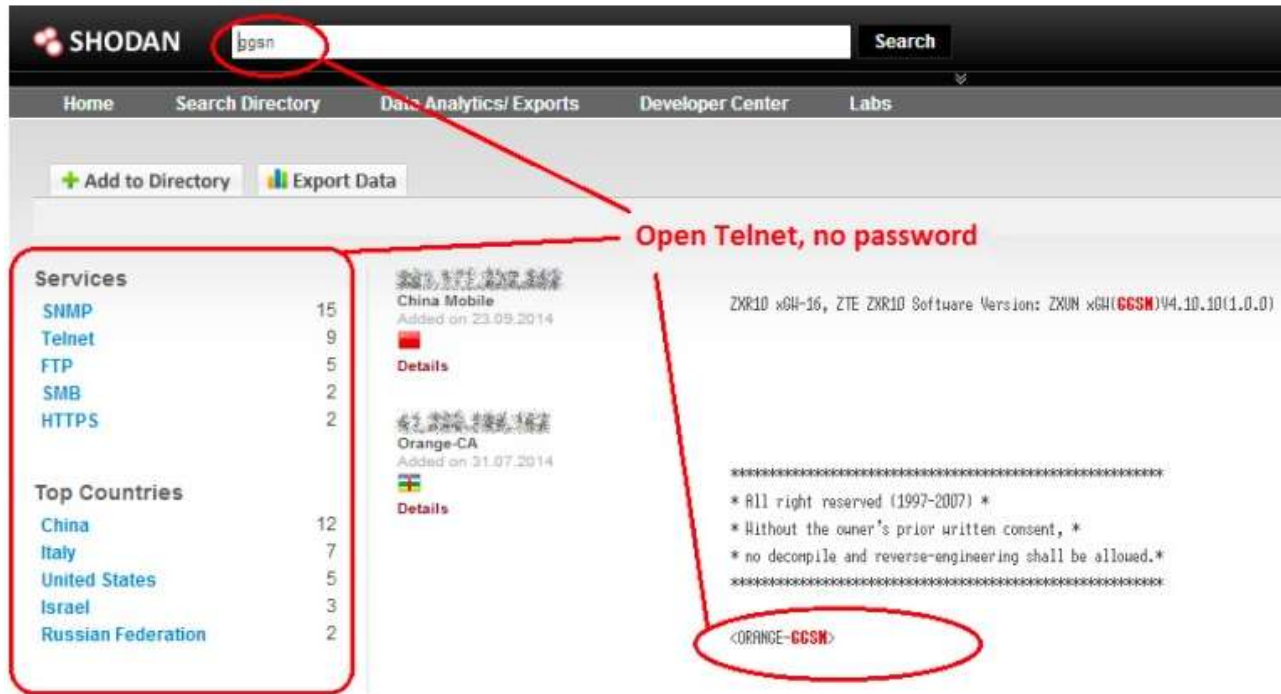 SHODAN
ggsn
Search
Home Search Directory Data Analytics/ Exports Developer Center Labs
Add to Directory Export Data
Open Telnet, no password
Services
SNMP 15
Telnet 9
FTP 5
SMB 2
HTTPS 2
Top Countries
China 12
Italy 7
United States 5
Israel 3
Russian Federation 2
China Mobile
Added on 23.09.2014
Details
ZXR10 xGW-16, ZTE ZXR10 Software Version: ZXUN xGW(GGSN)V4.10.10(1.0.0)
Orange-CA
Added on 31.07.2014
Details
* All right reserved (1997-2007) *
* Without the owner's prior written consent, *
* no decompile and reverse-engineering shall be allowed.*
<ORANGE-GGSN>